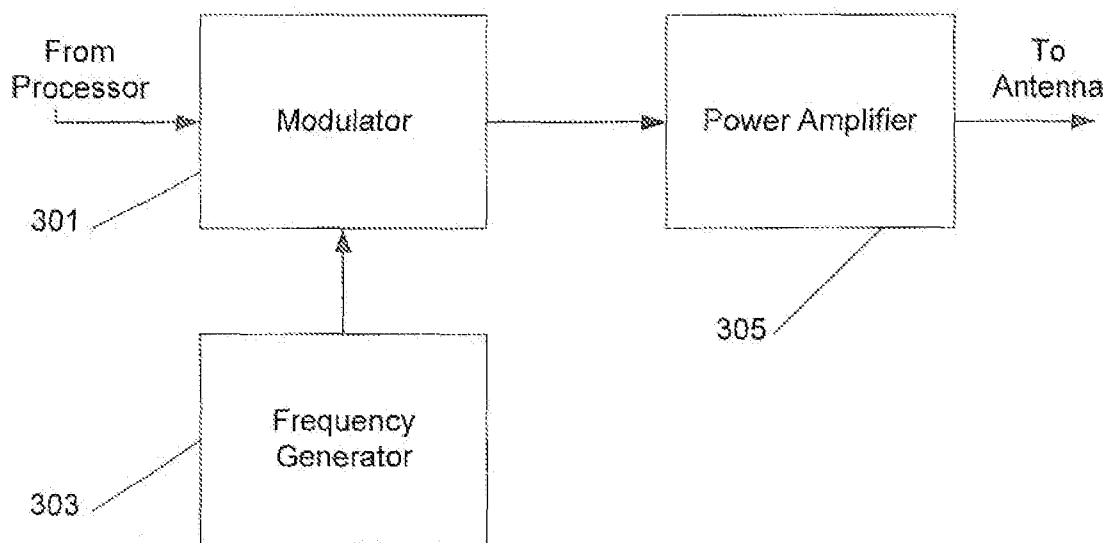 From
Processor
Modulator
Power Amplifier
To
Antenna
301
305
Frequency
Generator
303